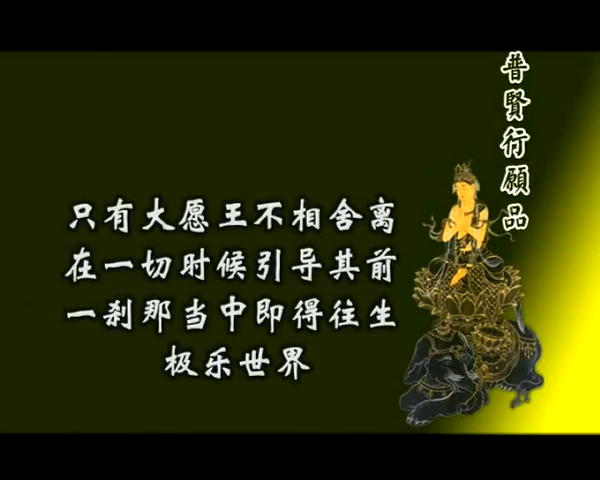 普賢行願品
只有大愿王不相舍离
在一切时候引导其前
一刹那当中即得往生
极乐世界